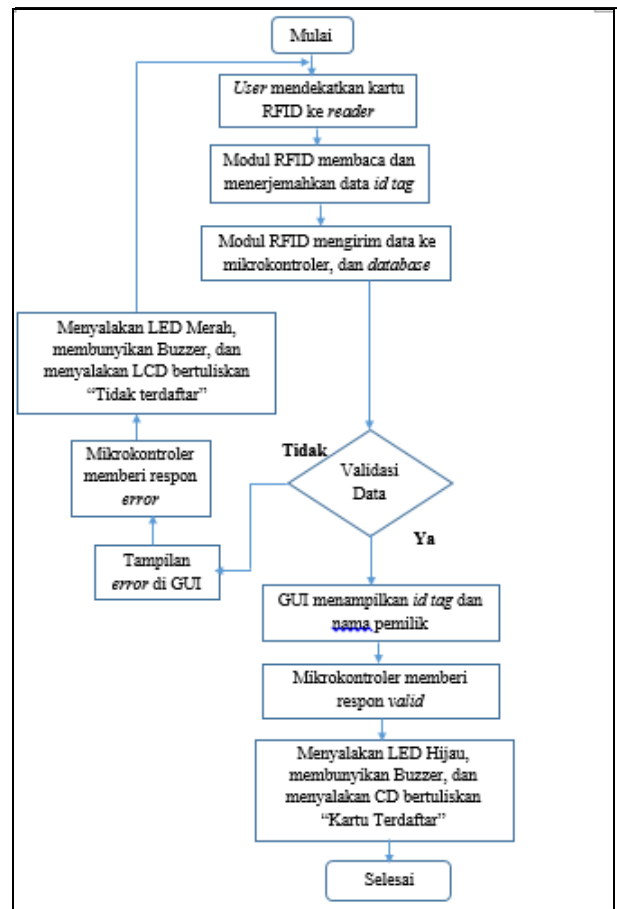 Mulai
User mendekatkan kartu
RFID ke reader
Modul RFID membaca dan
menerjemahkan data id tag
Modul RFID mengirim data ke
mikrokontroler, dan database
Menyalakan LED Merah,
membunyikan Buzzer, dan
menyalakan LCD bertuliskan
“Tidak terdaftar”
Mikrokontroler
memberi respon
error
Tampilan
error di GUI
Tidak
Validasi
Data
Ya
GUI menampilkan id tag dan
nama pemilik
Mikrokontroler memberi
respon valid
Menyalakan LED Hijau,
membunyikan Buzzer, dan
menyalakan CD bertuliskan
“Kartu Terdaftar”
Selesai